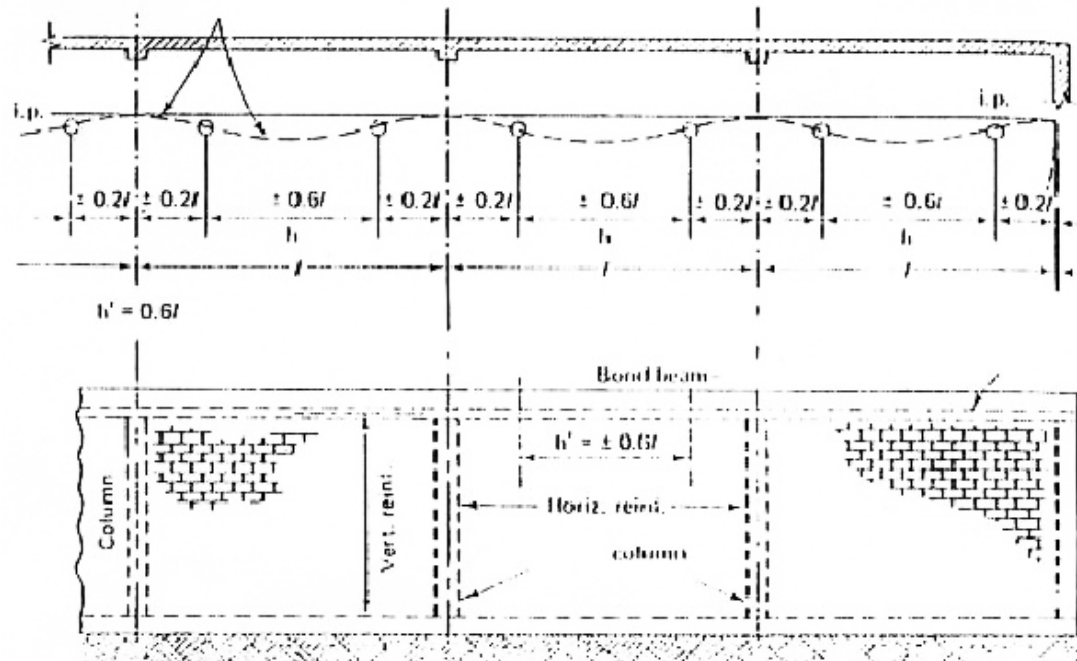 i.p.
i.p.
± 0.2l ± 0.2l ± 0.6l ± 0.2l ± 0.2l ± 0.6l ± 0.2l ± 0.2l ± 0.6l ± 0.2l
h h h
l l l
h' = 0.6l
Bond beam
h' = ± 0.6l
Column
Vert. reinf.
Horiz. reinf.
column